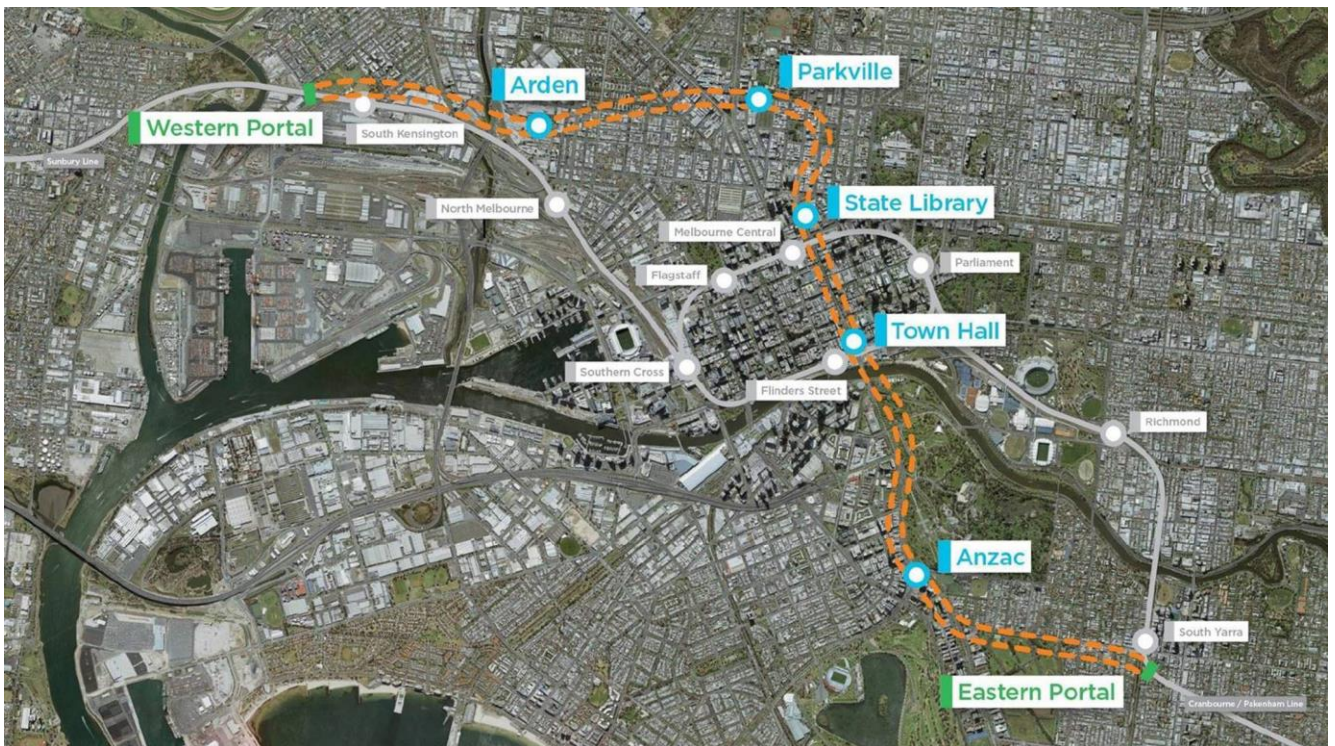 Parkville
Arden
Western Portal
South Kensington
Sunbury Line
State Library
North Melbourne
Melbourne Central
Parliament
Flagstaff
Town Hall
Southern Cross
Flinders Street
Richmond
Anzac
South Yarra
Eastern Portal
Cranbourne / Pakenham Line